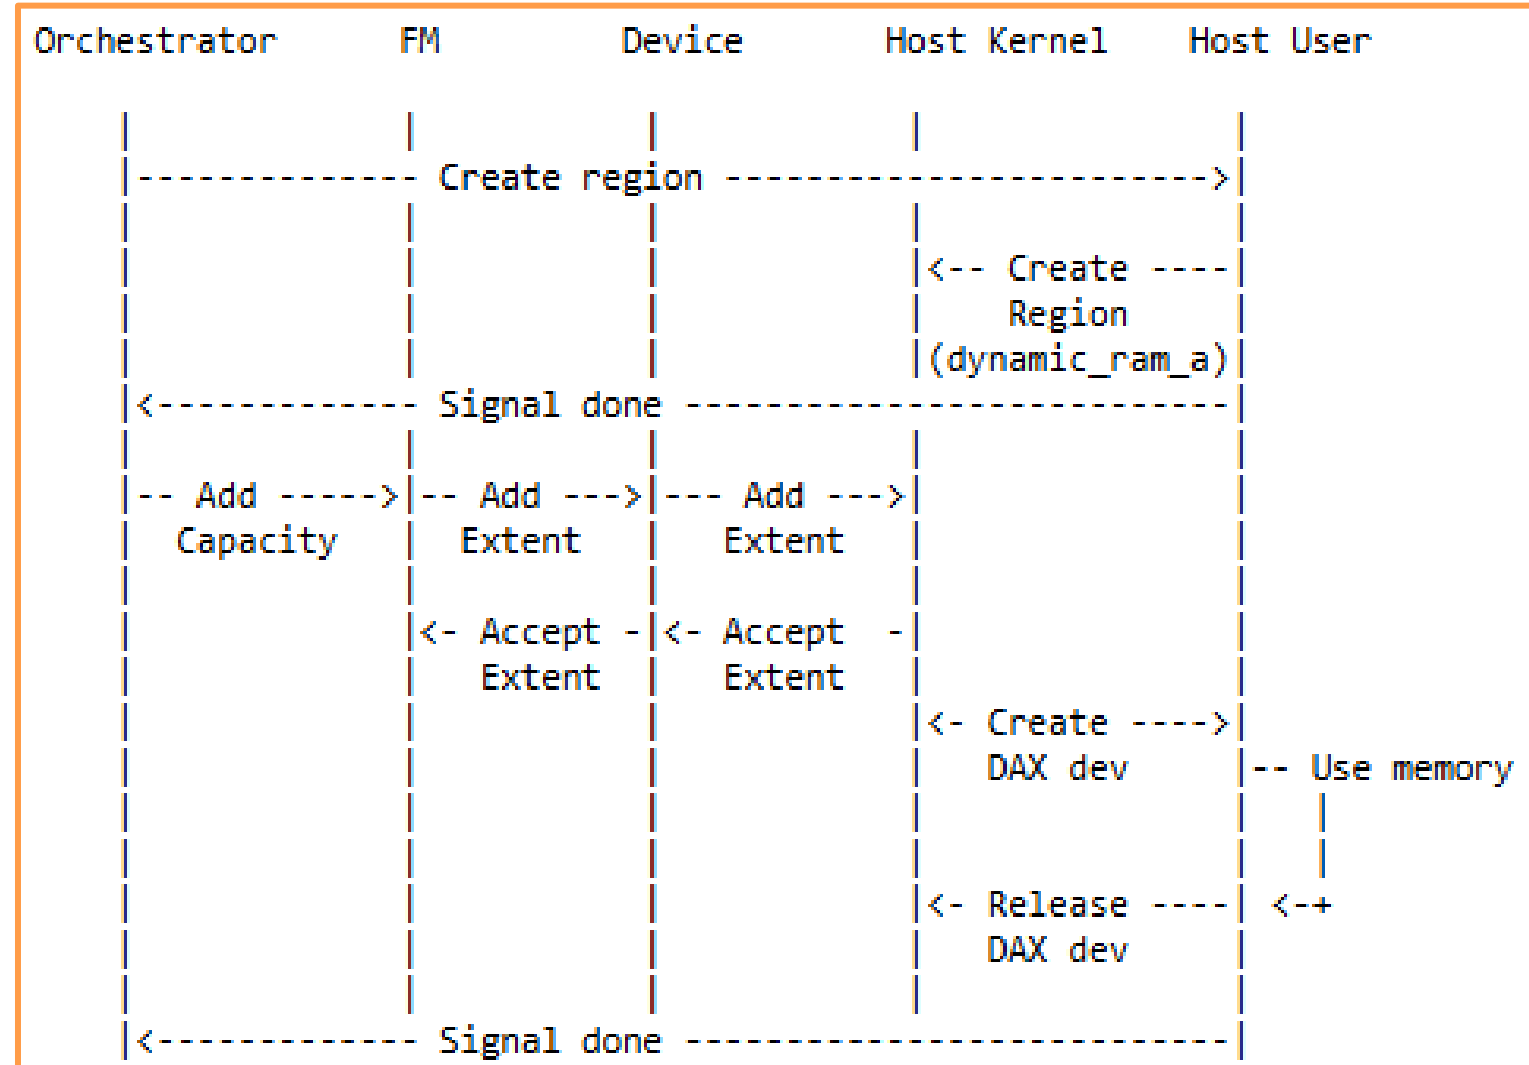 Orchestrator      FM         Device       Host Kernel    Host User
    |             |           |            |               |
    |-------------- Create region ------------------------>|
    |             |           |            |               |
    |             |           |            |<-- Create ----|
    |             |           |            |    Region     |
    |             |           |            |(dynamic_ram_a)|
    |<------------- Signal done ---------------------------|
    |             |           |            |               |
    |-- Add ----->|-- Add --->|--- Add --->|               |
    |  Capacity   |  Extent   |   Extent   |               |
    |             |           |            |               |
    |             |<- Accept -|<- Accept  -|               |
    |             |   Extent  |   Extent   |               |
    |             |           |            |<- Create ---->|
    |             |           |            |   DAX dev     |-- Use memory
    |             |           |            |               |   |
    |             |           |            |               |   |
    |             |           |            |<- Release ----| <-+
    |             |           |            |   DAX dev     |
    |             |           |            |               |
    |<------------- Signal done ---------------------------|